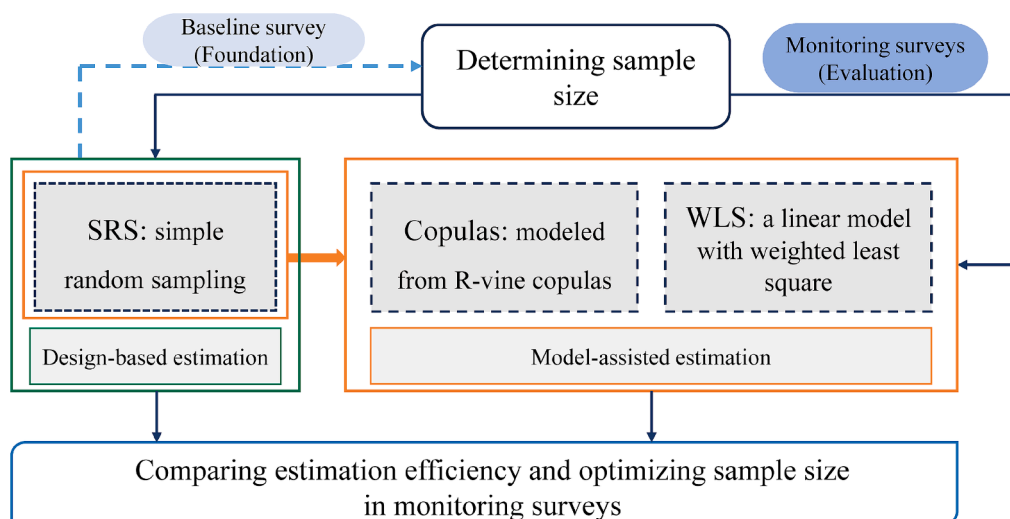 Baseline survey
(Foundation)
Determining sample
size
Monitoring surveys
(Evaluation)
SRS: simple
random sampling
Copulas: modeled
from R-vine copulas
WLS: a linear model
with weighted least
square
Design-based estimation
Model-assisted estimation
Comparing estimation efficiency and optimizing sample size
in monitoring surveys